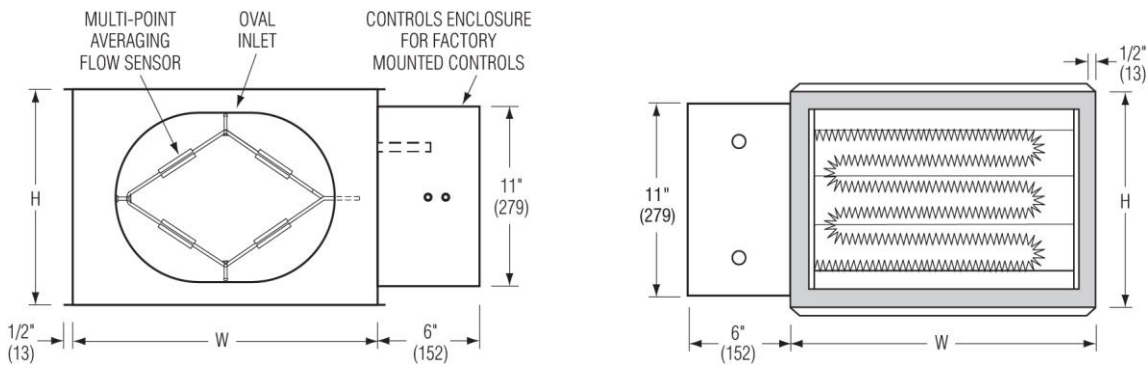 MULTI-POINT
AVERAGING
FLOW SENSOR
OVAL
INLET
CONTROLS ENCLOSURE
FOR FACTORY
MOUNTED CONTROLS
H
11"
(279)
1/2"
(13)
W
6"
(152)
1/2"
(13)
11"
(279)
H
6"
(152)
W